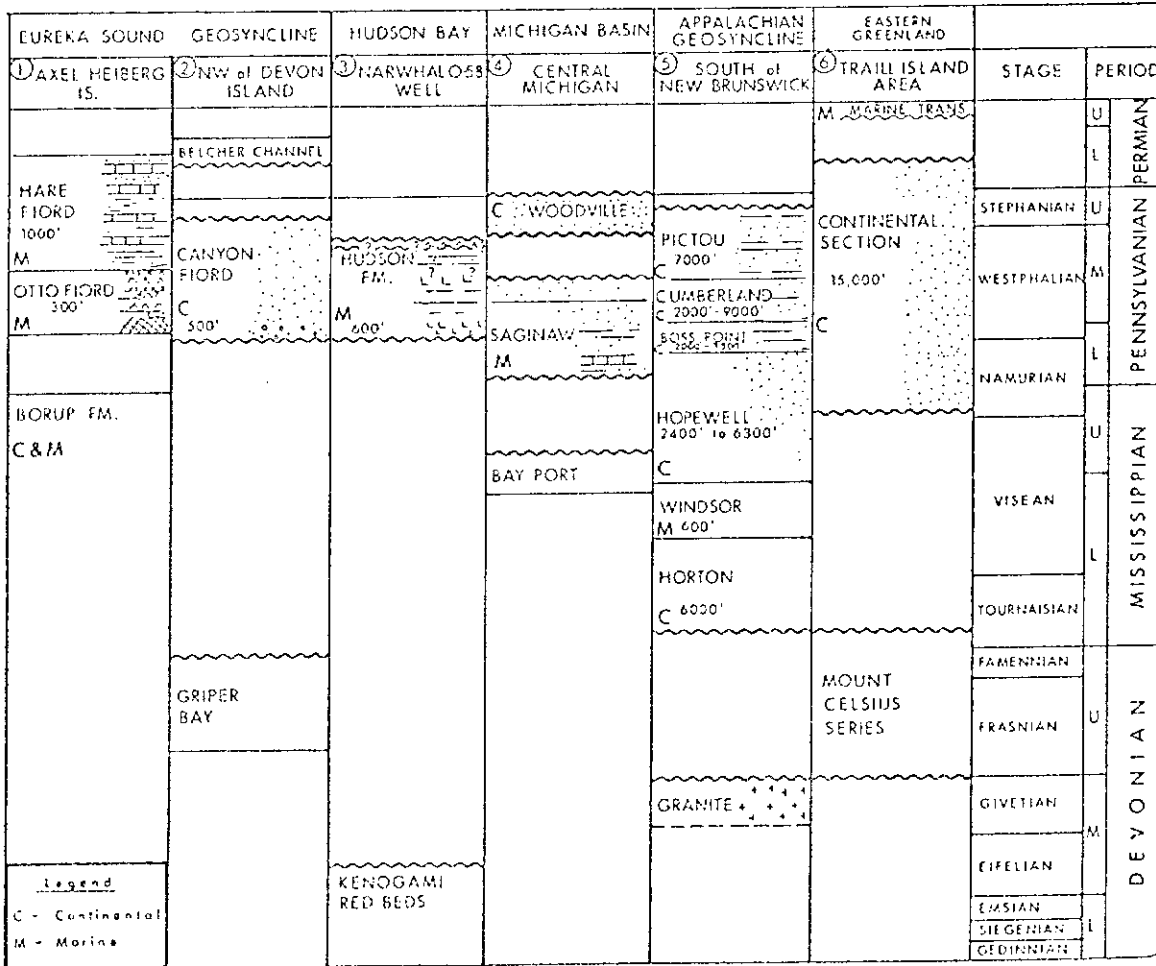 EUREKA SOUND GEOSYNCLINE
HUDSON BAY
MICHIGAN BASIN
APPALACHIAN
GEOSYNCLINE
EASTERN
GREENLAND
① AXEL HEIBERG
IS.
② NW of DEVON
ISLAND
③ NARWHAL O-58
WELL
④ CENTRAL
MICHIGAN
⑤ SOUTH of
NEW BRUNSWICK
⑥ TRAILL ISLAND
AREA
STAGE
PERIOD
HARE
FIORD
1000'
M
OTTO FIORD
300'
M
BORUP FM.
C & M
Legend
C - Continental
M - Marine
BELCHER CHANNEL
CANYON
FIORD
C
500'
GRIPER
BAY
HUDSON
FM.
? ?
M
600'
KENOGAMI
RED BEDS
C WOODVILLE
SAGINAW
M
BAY PORT
PICTOU
7000'
C
CUMBERLAND
C 2000'-9000'
BOSS POINT
C
HOPEWELL
2400' to 6300'
C
WINDSOR
M 600'
HORTON
C 6000'
GRANITE
M MARINE TRANS.
CONTINENTAL
SECTION
15,000'
C
MOUNT
CELSIUS
SERIES
STEPHANIAN
WESTPHALIAN
NAMURIAN
VISEAN
TOURNAISIAN
FAMENNIAN
FRASNIAN
GIVETIAN
EIFELIAN
EMSIAN
SIEGENIAN
GEDINNIAN
U
L
U
M
L
U
L
U
M
L
PERMIAN
PENNSYLVANIAN
MISSISSIPPIAN
DEVONIAN